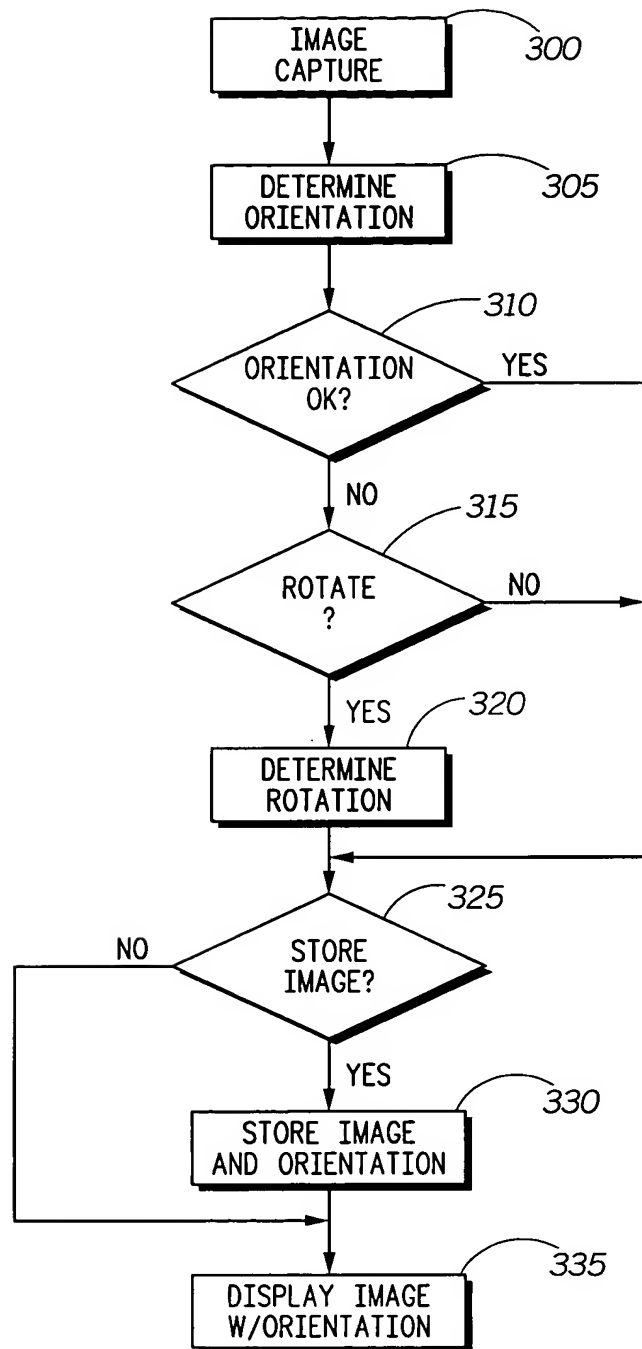 IMAGE
CAPTURE
300
DETERMINE
ORIENTATION
305
310
ORIENTATION
OK?
YES
NO
315
ROTATE
?
NO
YES
320
DETERMINE
ROTATION
325
NO
STORE
IMAGE?
YES
330
STORE IMAGE
AND ORIENTATION
335
DISPLAY IMAGE
W/ORIENTATION